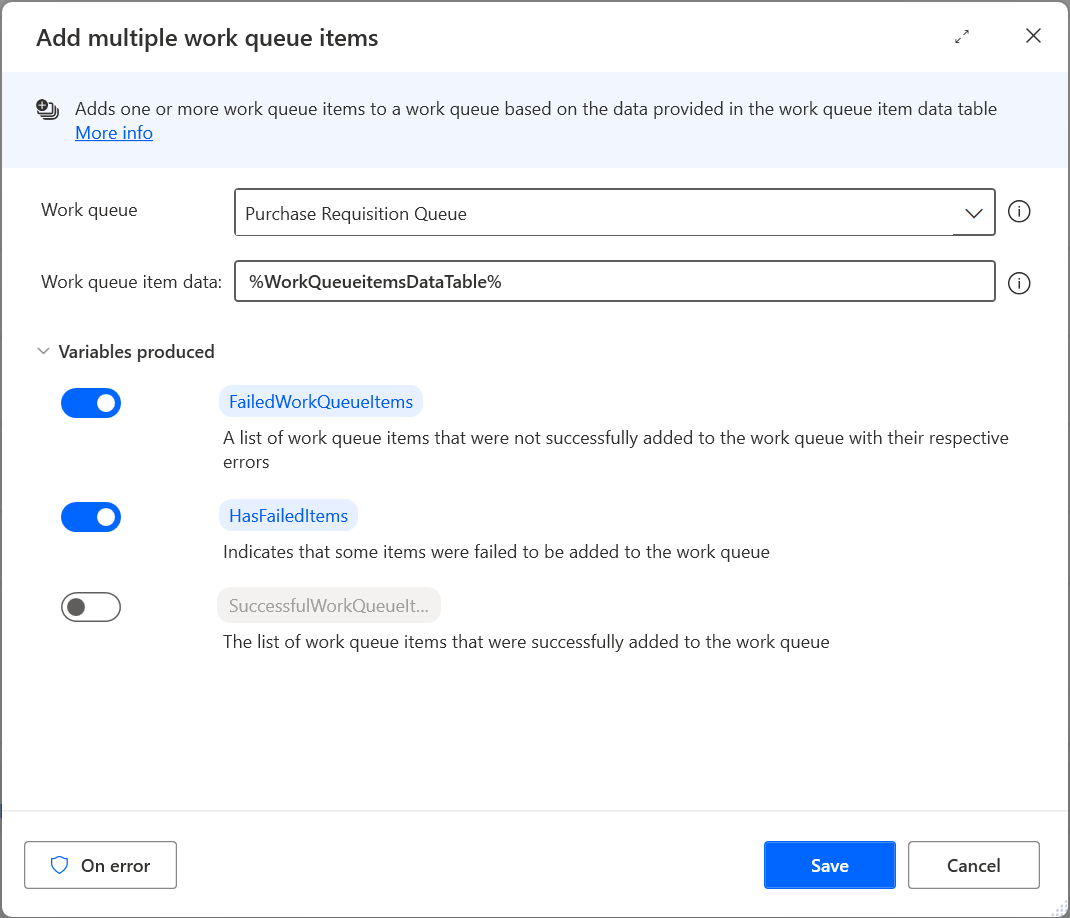 Add multiple work queue items
Adds one or more work queue items to a work queue based on the data provided in the work queue item data table
More info
Work queue
Purchase Requisition Queue
Work queue item data:
%WorkQueueitemsDataTable%
Variables produced
FailedWorkQueueItems
A list of work queue items that were not successfully added to the work queue with their respective
errors
HasFailedItems
Indicates that some items were failed to be added to the work queue
SuccessfulWorkQueueIt...
The list of work queue items that were successfully added to the work queue
On error
Save
Cancel